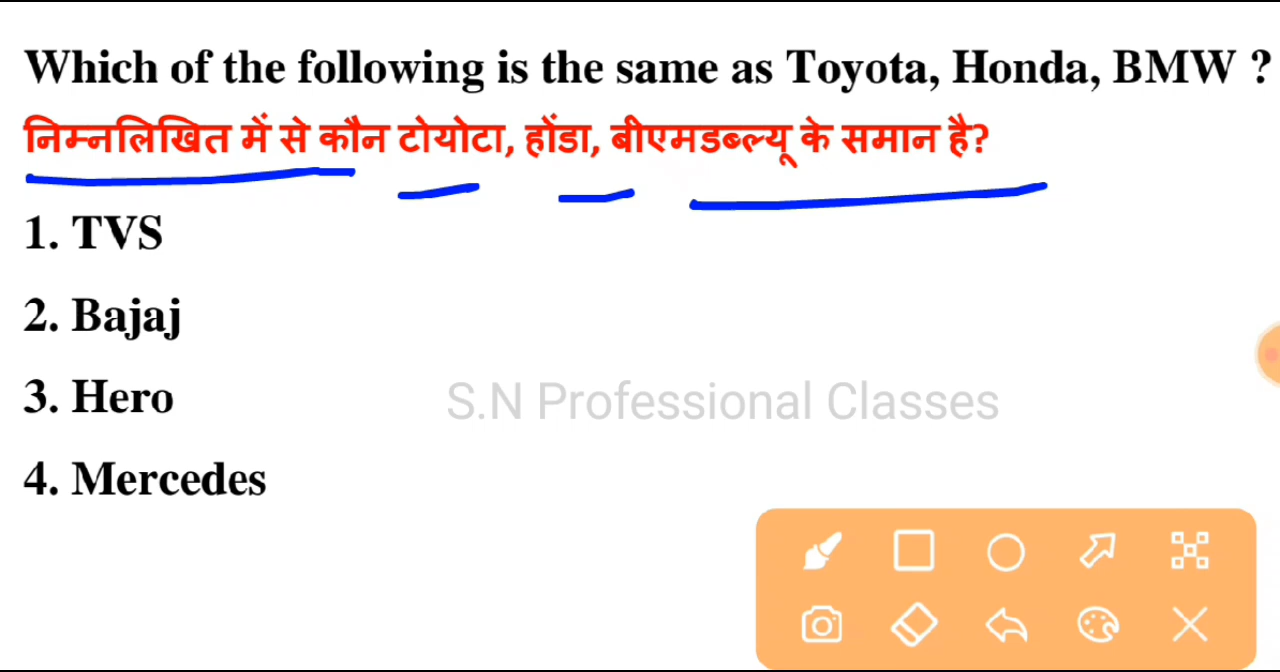 Which of the following is the same as Toyota, Honda, BMW ?
निम्नलिखित में से कौन टोयोटा, होंडा, बीएमडब्ल्यू के समान है?
1. TVS
2. Bajaj
3. Hero
S.N Professional Classes
4. Mercedes